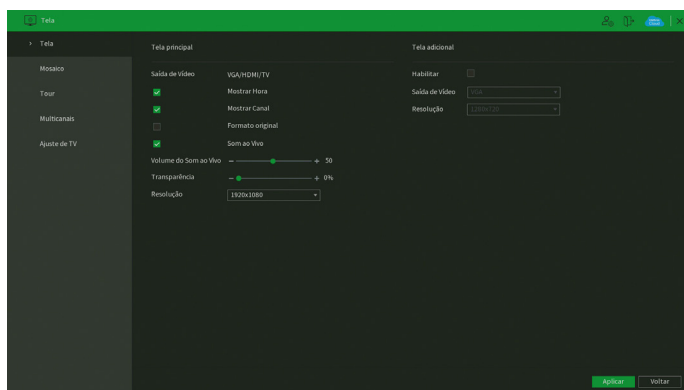 Tela
Tela
Mosaico
Tour
Multicanais
Ajuste de TV
Tela principal
Saída de Vídeo VGA/HDMI/TV
Mostrar Hora
Mostrar Canal
Formato original
Som ao Vivo
Volume do Som ao Vivo 50
Transparência 0%
Resolução 1920x1080
Tela adicional
Habilitar
Saída de Vídeo VGA
Resolução 1280x720
Aplicar Voltar